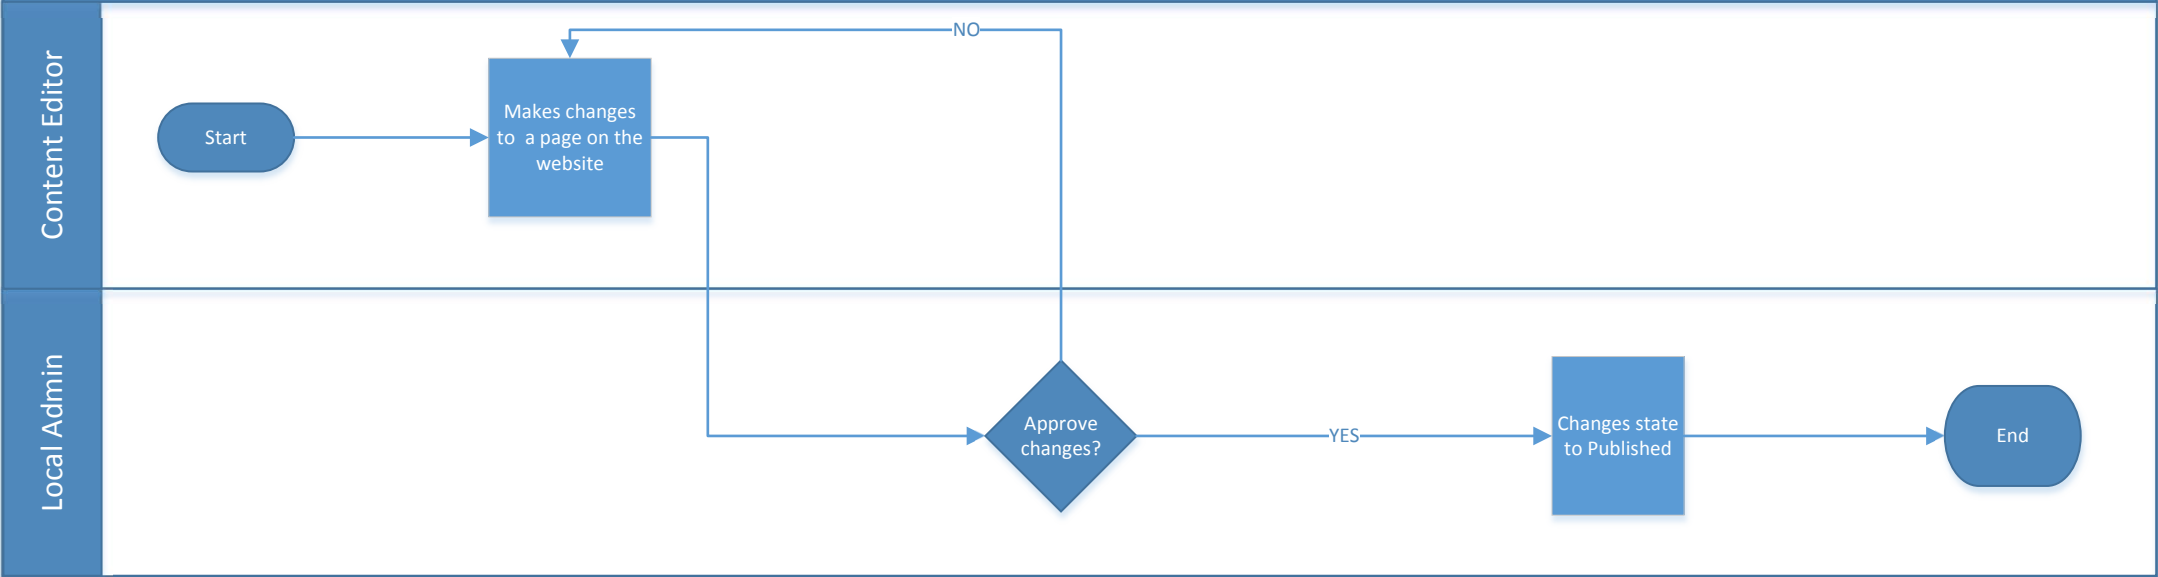 Content Editor
Start
Makes changes
to  a page on the
website
NO
Local Admin
Approve
changes?
YES
Changes state
to Published
End